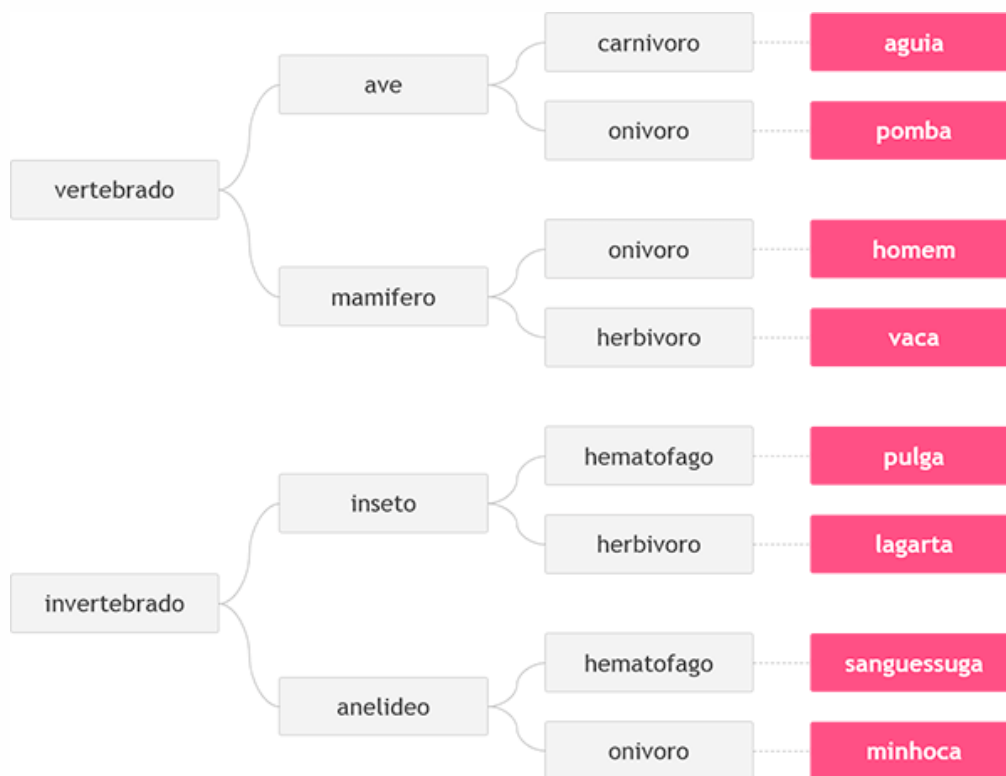 carnivoro
aguia
ave
onivoro
pomba
vertebrado
onivoro
homem
mamifero
herbivoro
vaca
hematofago
pulga
inseto
herbivoro
lagarta
invertebrado
hematofago
sanguessuga
anelideo
onivoro
minhoca